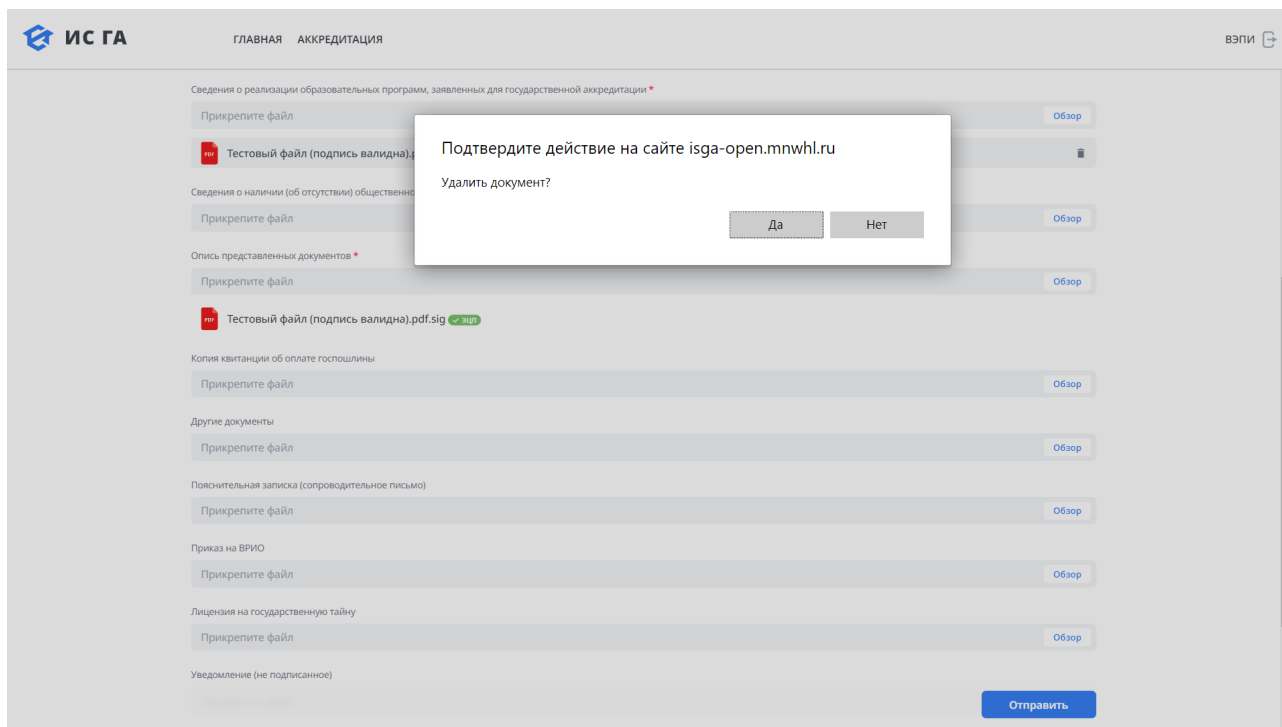 ИС ГА
ГЛАВНАЯ АККРЕДИТАЦИЯ
ВЭПИ
Сведения о реализации образовательных программ, заявленных для государственной аккредитации *
Прикрепите файл
Обзор
PDF Тестовый файл (подпись валидна).p
Подтвердите действие на сайте isga-open.mnwhl.ru
Удалить документ?
Да Нет
Сведения о наличии (об отсутствии) общественно
Прикрепите файл
Обзор
Опись представленных документов *
Прикрепите файл
Обзор
PDF Тестовый файл (подпись валидна).pdf.sig ЭЦП
Копия квитанции об оплате госпошлины
Прикрепите файл
Обзор
Другие документы
Прикрепите файл
Обзор
Пояснительная записка (сопроводительное письмо)
Прикрепите файл
Обзор
Приказ на ВРИО
Прикрепите файл
Обзор
Лицензия на государственную тайну
Прикрепите файл
Обзор
Уведомление (не подписанное)
Отправить